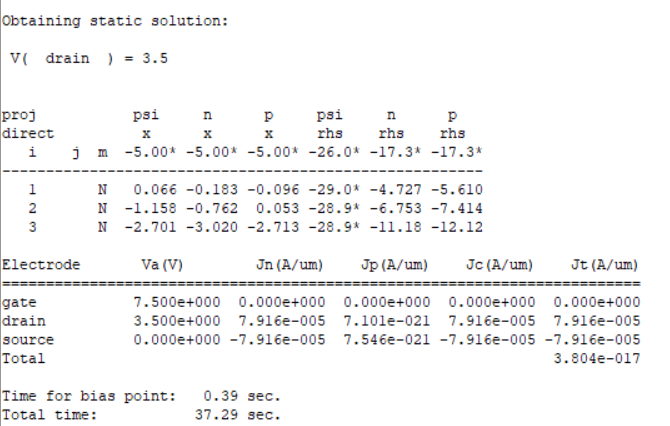 Obtaining static solution:
V(  drain  ) = 3.5
proj           psi      n      p     psi      n      p
direct          x       x      x     rhs     rhs    rhs
   i    j  m  -5.00* -5.00* -5.00* -26.0* -17.3* -17.3*
-------------------------------------------------------
   1       N   0.066 -0.183 -0.096 -29.0* -4.727 -5.610
   2       N  -1.158 -0.762  0.053 -28.9* -6.753 -7.414
   3       N  -2.701 -3.020 -2.713 -28.9* -11.18 -12.12
Electrode       Va(V)        Jn(A/um)    Jp(A/um)    Jc(A/um)    Jt(A/um)
=========================================================================
gate           7.500e+000  0.000e+000  0.000e+000  0.000e+000  0.000e+000
drain          3.500e+000  7.916e-005  7.101e-021  7.916e-005  7.916e-005
source         0.000e+000 -7.916e-005  7.546e-021 -7.916e-005 -7.916e-005
Total                                                          3.804e-017
Time for bias point:   0.39 sec.
Total time:           37.29 sec.